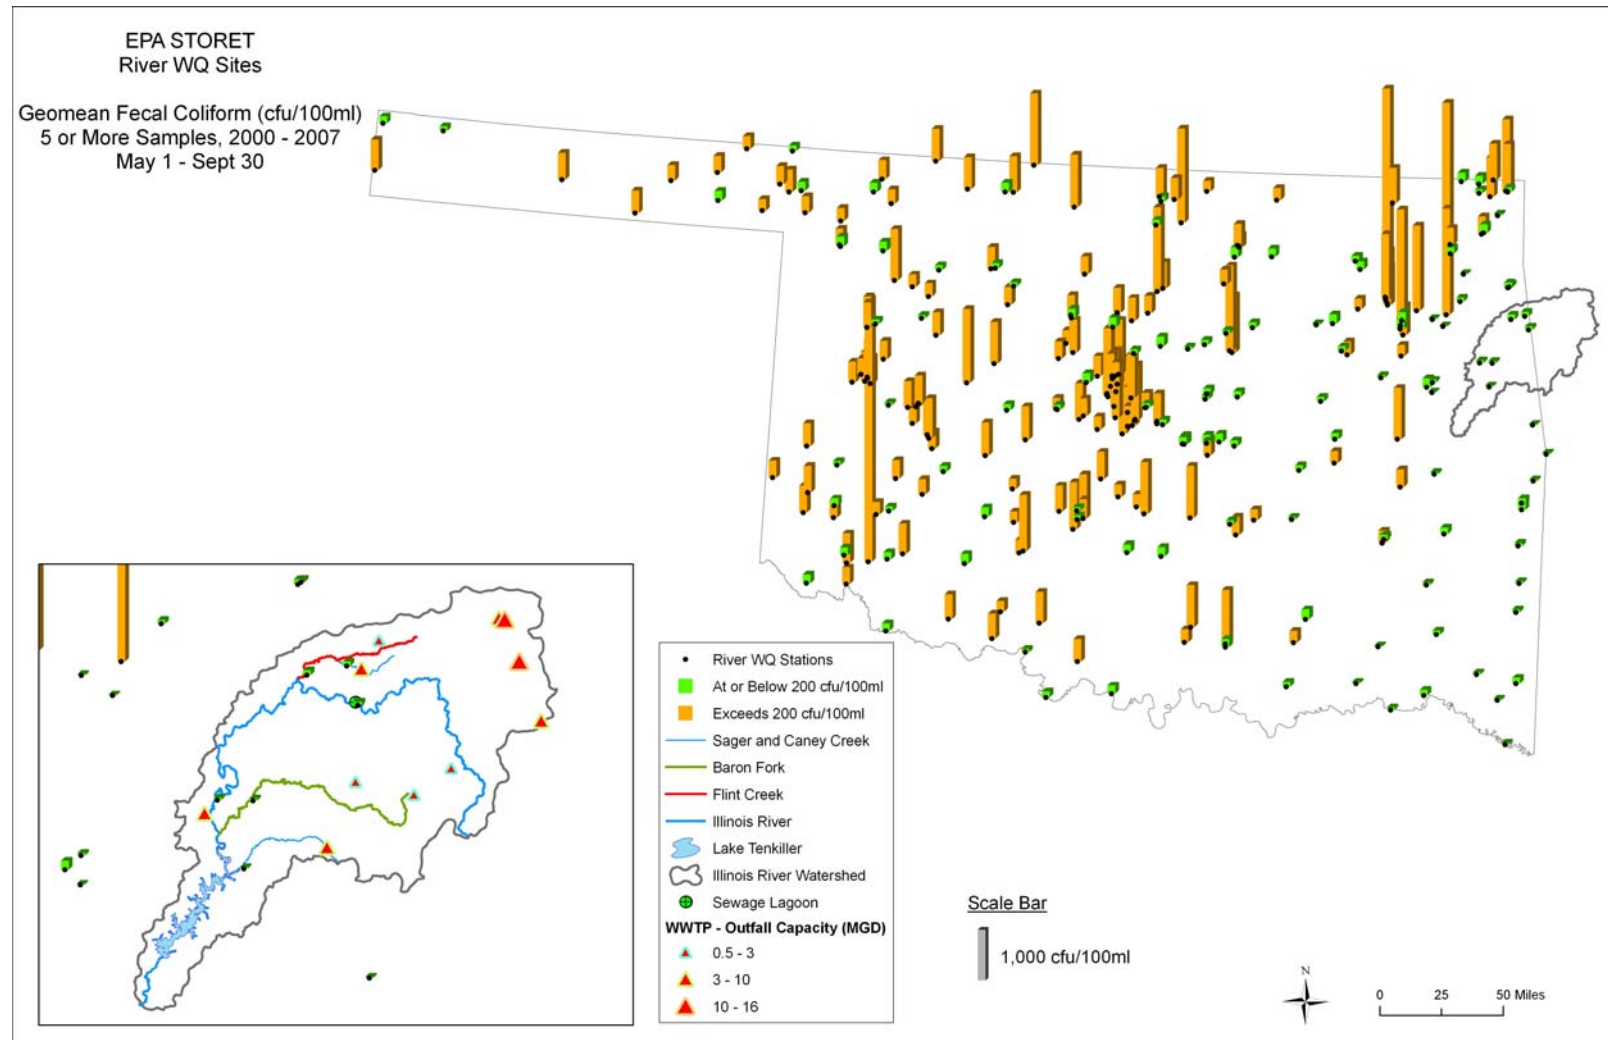 EPA STORET
River WQ Sites
Geomean Fecal Coliform (cfu/100ml)
5 or More Samples, 2000 - 2007
May 1 - Sept 30
River WQ Stations
At or Below 200 cfu/100ml
Exceeds 200 cfu/100ml
Sager and Caney Creek
Baron Fork
Flint Creek
Illinois River
Lake Tenkiller
Illinois River Watershed
Sewage Lagoon
WWTP - Outfall Capacity (MGD)
0.5 - 3
3 - 10
10 - 16
Scale Bar
1,000 cfu/100ml
N
0 25 50 Miles